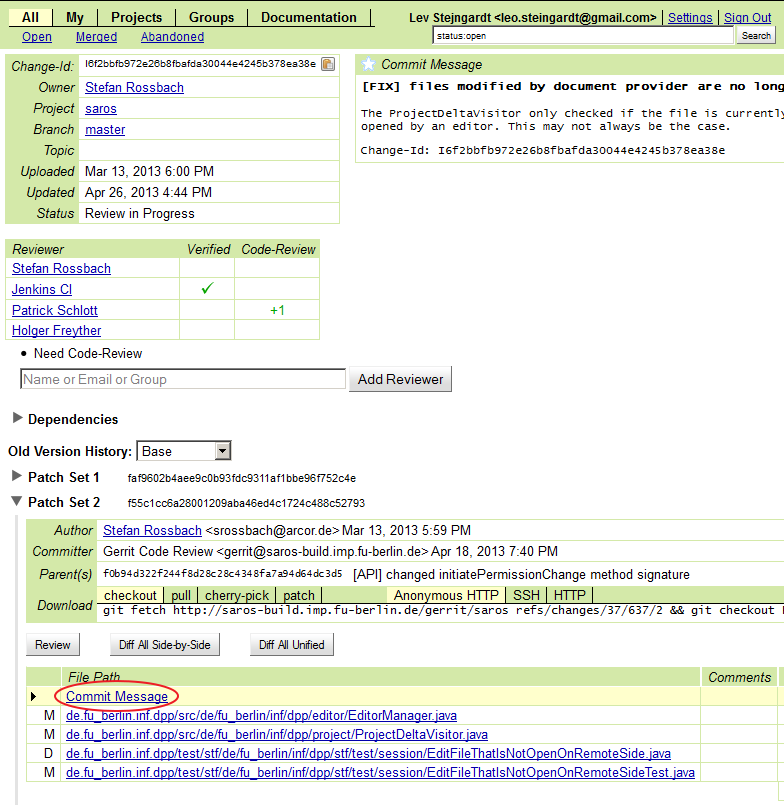 All My Projects Groups Documentation Lev Stejngardt <leo.steingardt@gmail.com> Settings Sign Out
Open Merged Abandoned status:open Search
Change-Id: I6f2bbfb972e26b8fbafda30044e4245b378ea38e
Owner Stefan Rossbach
Project saros
Branch master
Topic
Uploaded Mar 13, 2013 6:00 PM
Updated Apr 26, 2013 4:44 PM
Status Review in Progress
Commit Message
[FIX] files modified by document provider are no long
The ProjectDeltaVisitor only checked if the file is currently
opened by an editor. This may not always be the case.
Change-Id: I6f2bbfb972e26b8fbafda30044e4245b378ea38e
Reviewer Verified Code-Review
Stefan Rossbach
Jenkins CI ✓
Patrick Schlott +1
Holger Freyther
• Need Code-Review
Name or Email or Group Add Reviewer
Dependencies
Old Version History: Base
Patch Set 1 faf9602b4aee9c0b93fdc9311af1bbe96f752c4e
Patch Set 2 f55c1cc6a28001209aba46ed4c1724c488c52793
Author Stefan Rossbach <srossbach@arcor.de> Mar 13, 2013 5:59 PM
Committer Gerrit Code Review <gerrit@saros-build.imp.fu-berlin.de> Apr 18, 2013 7:40 PM
Parent(s) f0b94d322f244f8d28c28c4348fa7a94d64dc3d5 [API] changed initiatePermissionChange method signature
Download checkout pull cherry-pick patch Anonymous HTTP SSH HTTP
git fetch http://saros-build.imp.fu-berlin.de/gerrit/saros refs/changes/37/637/2 && git checkout
Review Diff All Side-by-Side Diff All Unified
File Path Comments
Commit Message
M de.fu_berlin.inf.dpp/src/de/fu_berlin/inf/dpp/editor/EditorManager.java
M de.fu_berlin.inf.dpp/src/de/fu_berlin/inf/dpp/project/ProjectDeltaVisitor.java
D de.fu_berlin.inf.dpp/test/stf/de/fu_berlin/inf/dpp/stf/test/session/EditFileThatIsNotOpenOnRemoteSide.java
M de.fu_berlin.inf.dpp/test/stf/de/fu_berlin/inf/dpp/stf/test/session/EditFileThatIsNotOpenOnRemoteSideTest.java